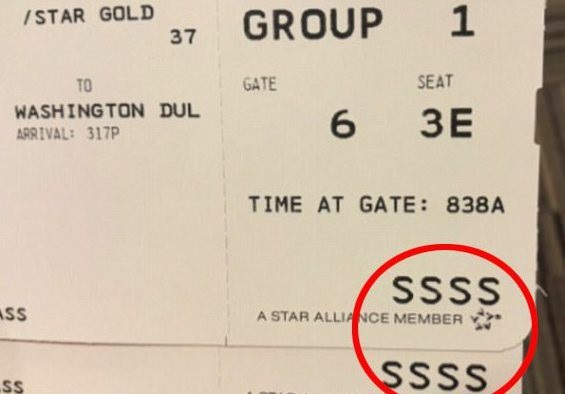 /STAR GOLD
37
GROUP 1
TO
WASHINGTON DUL
ARRIVAL: 317P
GATE SEAT
6 3E
TIME AT GATE: 838A
SSSS
A STAR ALLIANCE MEMBER
ASS
SSSS
ASS